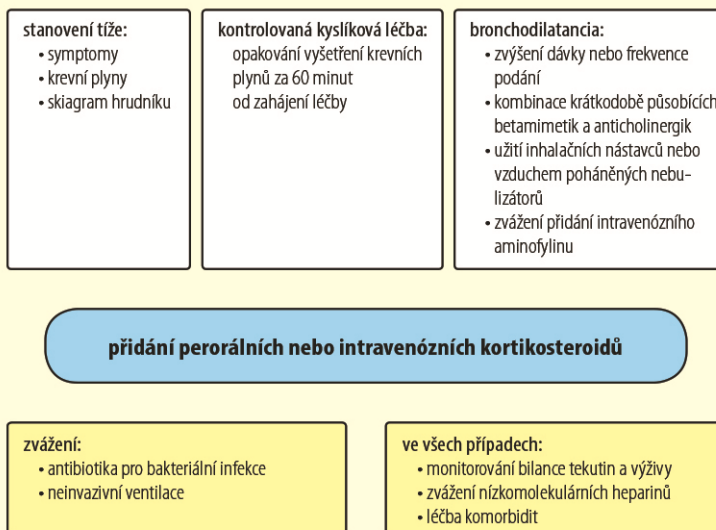 stanovení tíže:
• symptomy
• krevní plyny
• skiagram hrudníku
kontrolovaná kyslíková léčba:
opakování vyšetření krevních
plynů za 60 minut
od zahájení léčby
bronchodilatancia:
• zvýšení dávky nebo frekvence
podání
• kombinace krátkodobě působících
betamimetik a anticholinergik
• užití inhalačních nástavců nebo
vzduchem poháněných nebu-
lizátorů
• zvážení přidání intravenózního
aminofylinu
přidání perorálních nebo intravenózních kortikosteroidů
zvážení:
• antibiotika pro bakteriální infekce
• neinvazivní ventilace
ve všech případech:
• monitorování bilance tekutin a výživy
• zvážení nízkomolekulárních heparinů
• léčba komorbidit